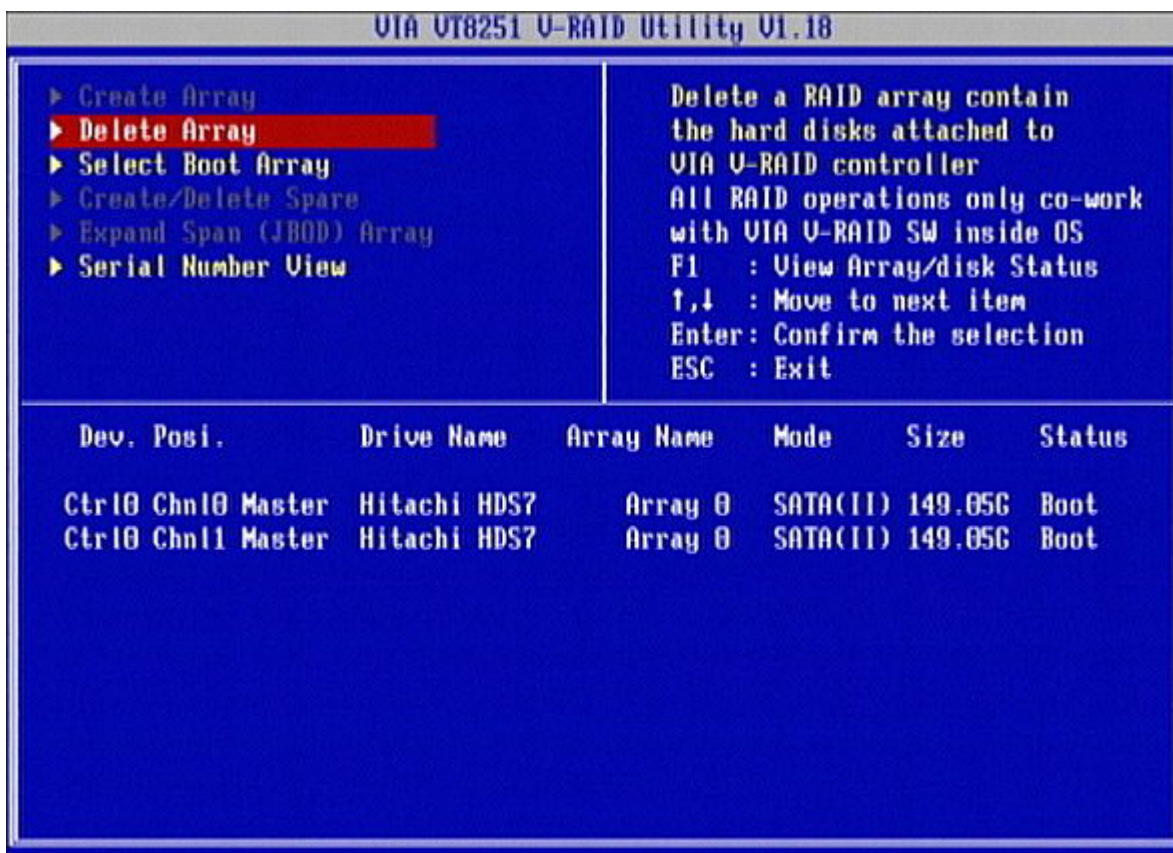 VIA VT8251 V-RAID Utility V1.18
Create Array
Delete Array
Select Boot Array
Create/Delete Spare
Expand Span (JBOD) Array
Serial Number View
Delete a RAID array contain
the hard disks attached to
VIA V-RAID controller
All RAID operations only co-work
with VIA V-RAID SW inside OS
F1 : View Array/disk Status
↑,↓ : Move to next item
Enter: Confirm the selection
ESC : Exit
Dev. Posi. Drive Name Array Name Mode Size Status
Ctrl0 Chnl0 Master Hitachi HDS7 Array 0 SATA(II) 149.05G Boot
Ctrl0 Chnl1 Master Hitachi HDS7 Array 0 SATA(II) 149.05G Boot